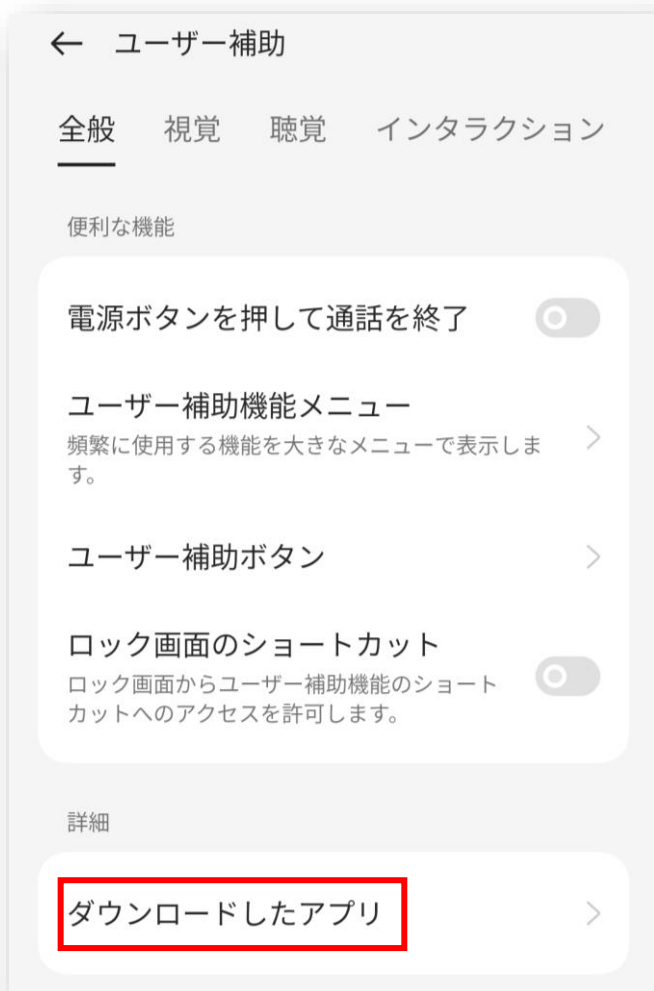 ← ユーザー補助
全般 視覚 聴覚 インタラクション
便利な機能
電源ボタンを押して通話を終了
ユーザー補助機能メニュー
頻繁に使用する機能を大きなメニューで表示しま
す。
ユーザー補助ボタン
ロック画面のショートカット
ロック画面からユーザー補助機能のショート
カットへのアクセスを許可します。
詳細
ダウンロードしたアプリ